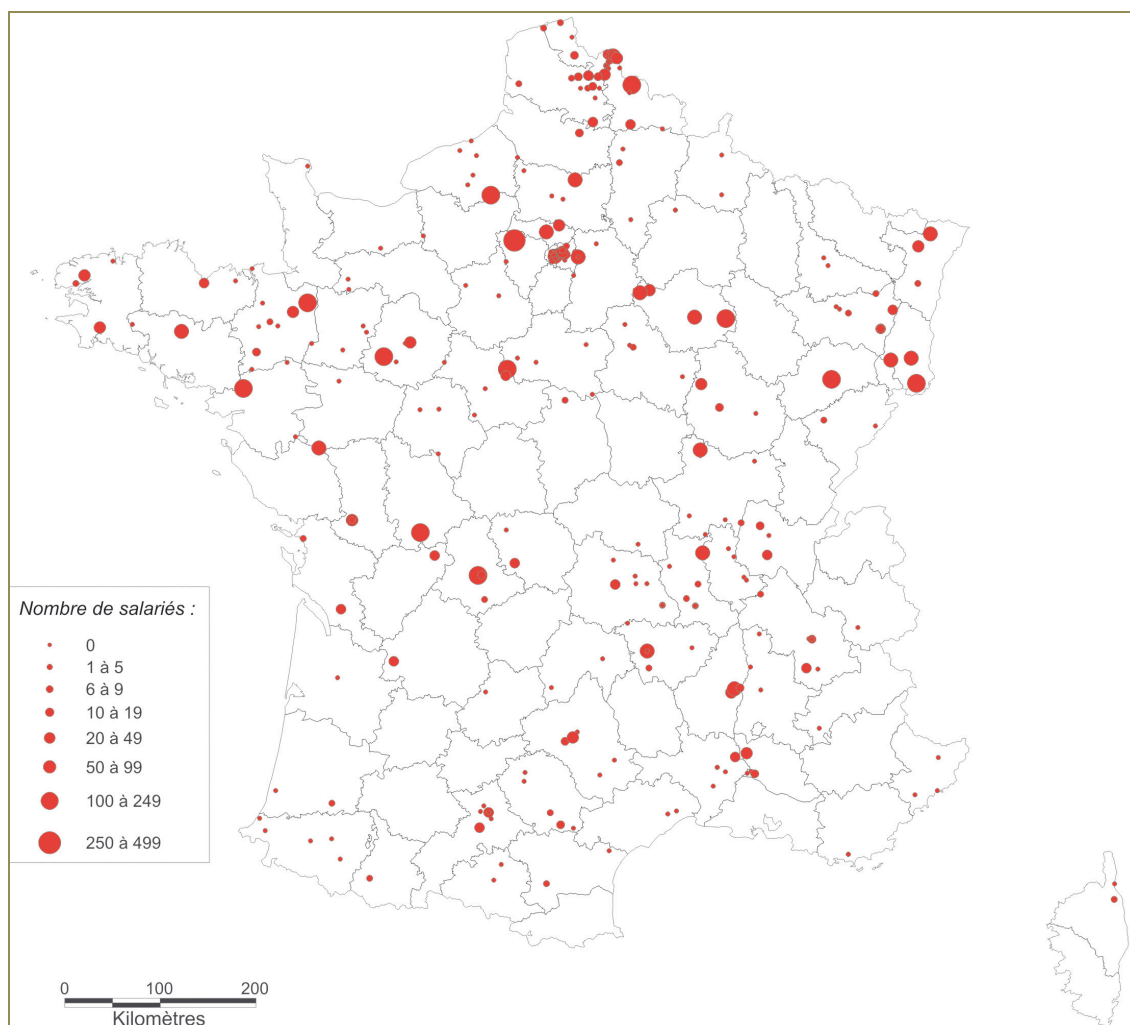 Nombre de salariés :
0
1 à 5
6 à 9
10 à 19
20 à 49
50 à 99
100 à 249
250 à 499
0 100 200
Kilomètres